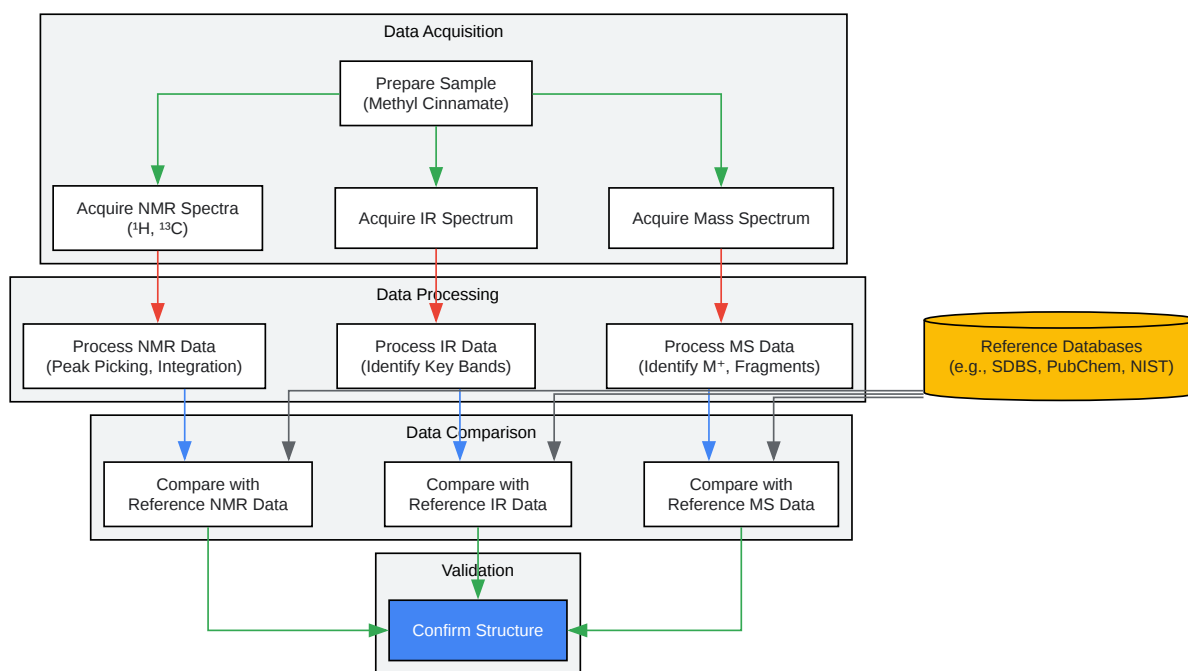 Data Acquisition
Prepare Sample
(Methyl Cinnamate)
Acquire NMR Spectra
(¹H, ¹³C)
Acquire IR Spectrum
Acquire Mass Spectrum
Data Processing
Process NMR Data
(Peak Picking, Integration)
Process IR Data
(Identify Key Bands)
Process MS Data
(Identify M⁺, Fragments)
Reference Databases
(e.g., SDBS, PubChem, NIST)
Data Comparison
Compare with
Reference NMR Data
Compare with
Reference IR Data
Compare with
Reference MS Data
Validation
Confirm Structure